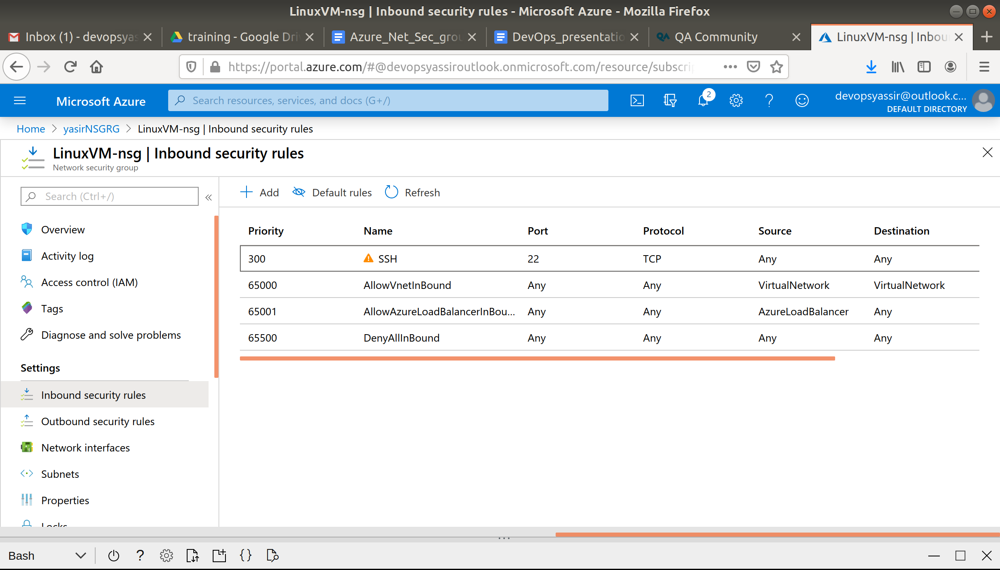 LinuxVM-nsg | Inbound security rules - Microsoft Azure - Mozilla Firefox
Inbox (1) - devopsyas
training - Google Dri
Azure_Net_Sec_grou
DevOps_presentatio
QA Community
LinuxVM-nsg | Inbou
https://portal.azure.com/#@devopsyassiroutlook.onmicrosoft.com/resource/subscrip
Microsoft Azure
Search resources, services, and docs (G+/)
2
devopsyassir@outlook.c...
DEFAULT DIRECTORY
Home > yasirNSGRG > LinuxVM-nsg | Inbound security rules
LinuxVM-nsg | Inbound security rules
Network security group
Search (Ctrl+/)
«
Overview
Activity log
Access control (IAM)
Tags
Diagnose and solve problems
Settings
Inbound security rules
Outbound security rules
Network interfaces
Subnets
Properties
Locks
Add Default rules Refresh
Priority Name Port Protocol Source Destination
300 SSH 22 TCP Any Any
65000 AllowVnetInBound Any Any VirtualNetwork VirtualNetwork
65001 AllowAzureLoadBalancerInBou... Any Any AzureLoadBalancer Any
65500 DenyAllInBound Any Any Any Any
Bash ? { }